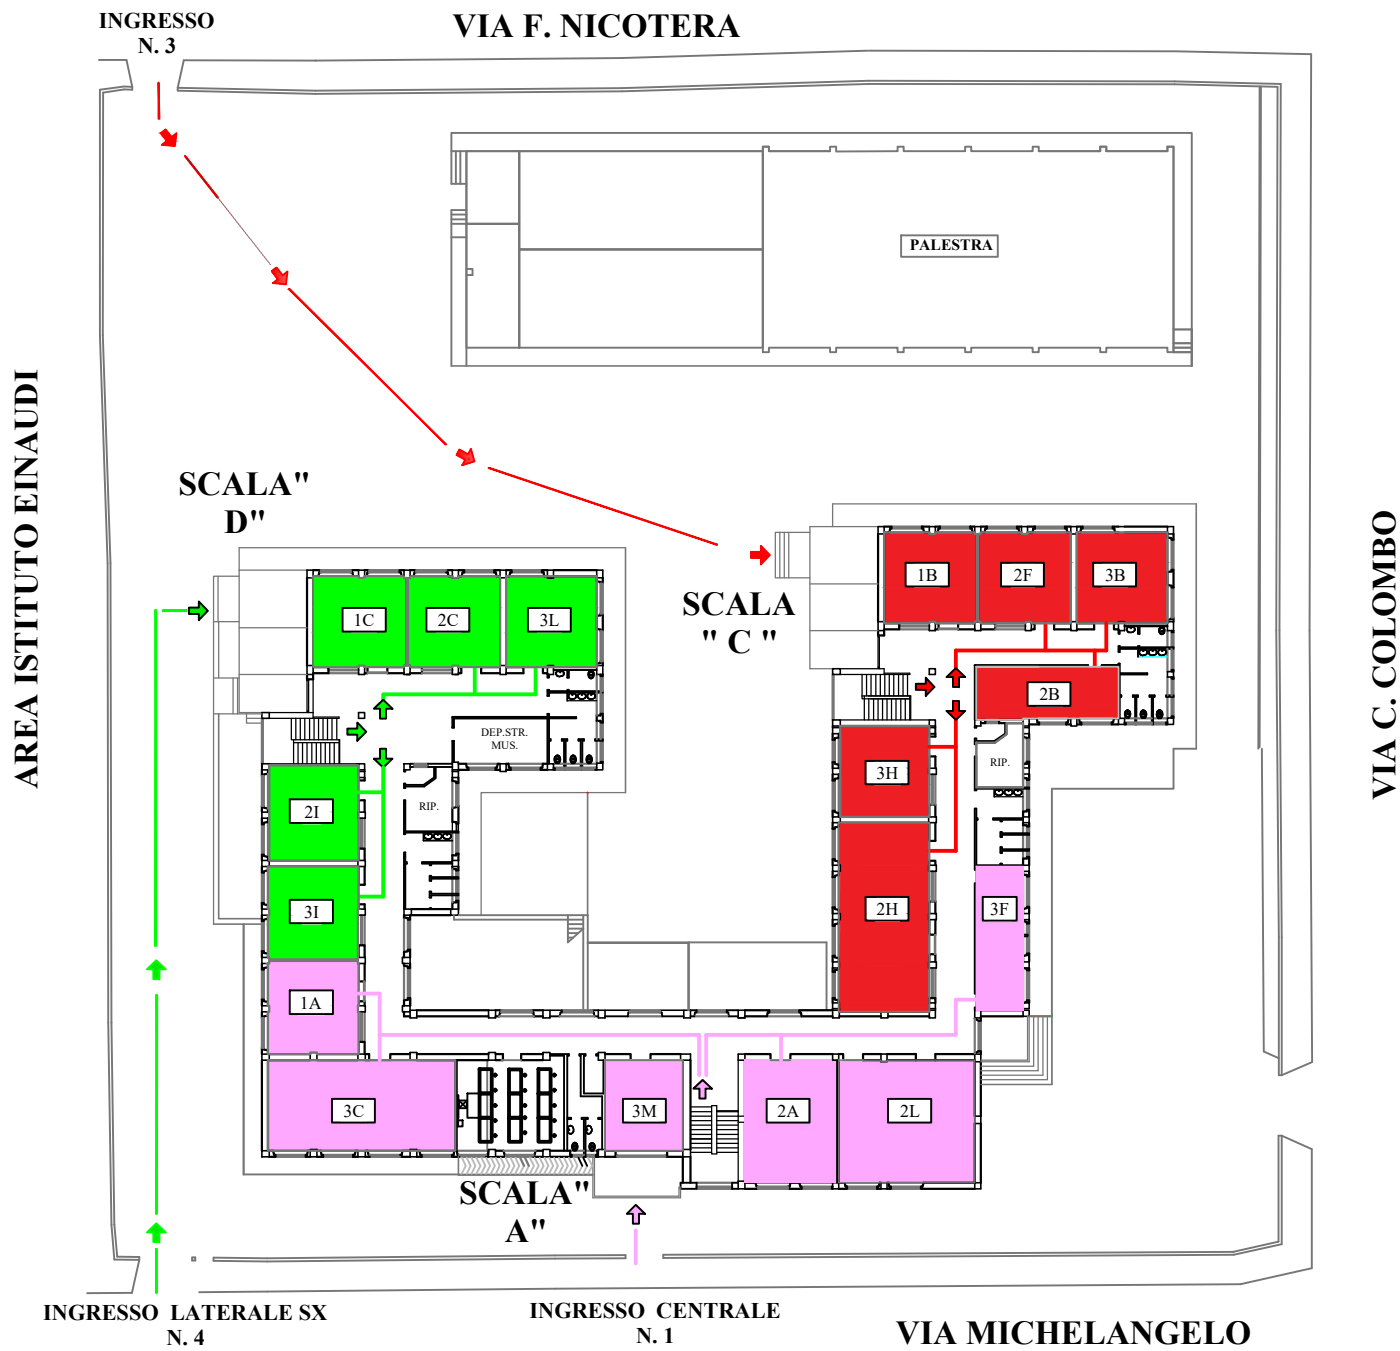 INGRESSO
N. 3
VIA F. NICOTERA
PALESTRA
AREA ISTITUTO EINAUDI
VIA C. COLOMBO
SCALA"
D"
SCALA
" C "
1C
2C
3L
1B
2F
3B
2B
DEP.STR.
MUS.
2I
RIP.
3H
RIP.
3I
2H
3F
1A
3C
3M
2A
2L
SCALA"
A"
INGRESSO LATERALE SX
N. 4
INGRESSO CENTRALE
N. 1
VIA MICHELANGELO